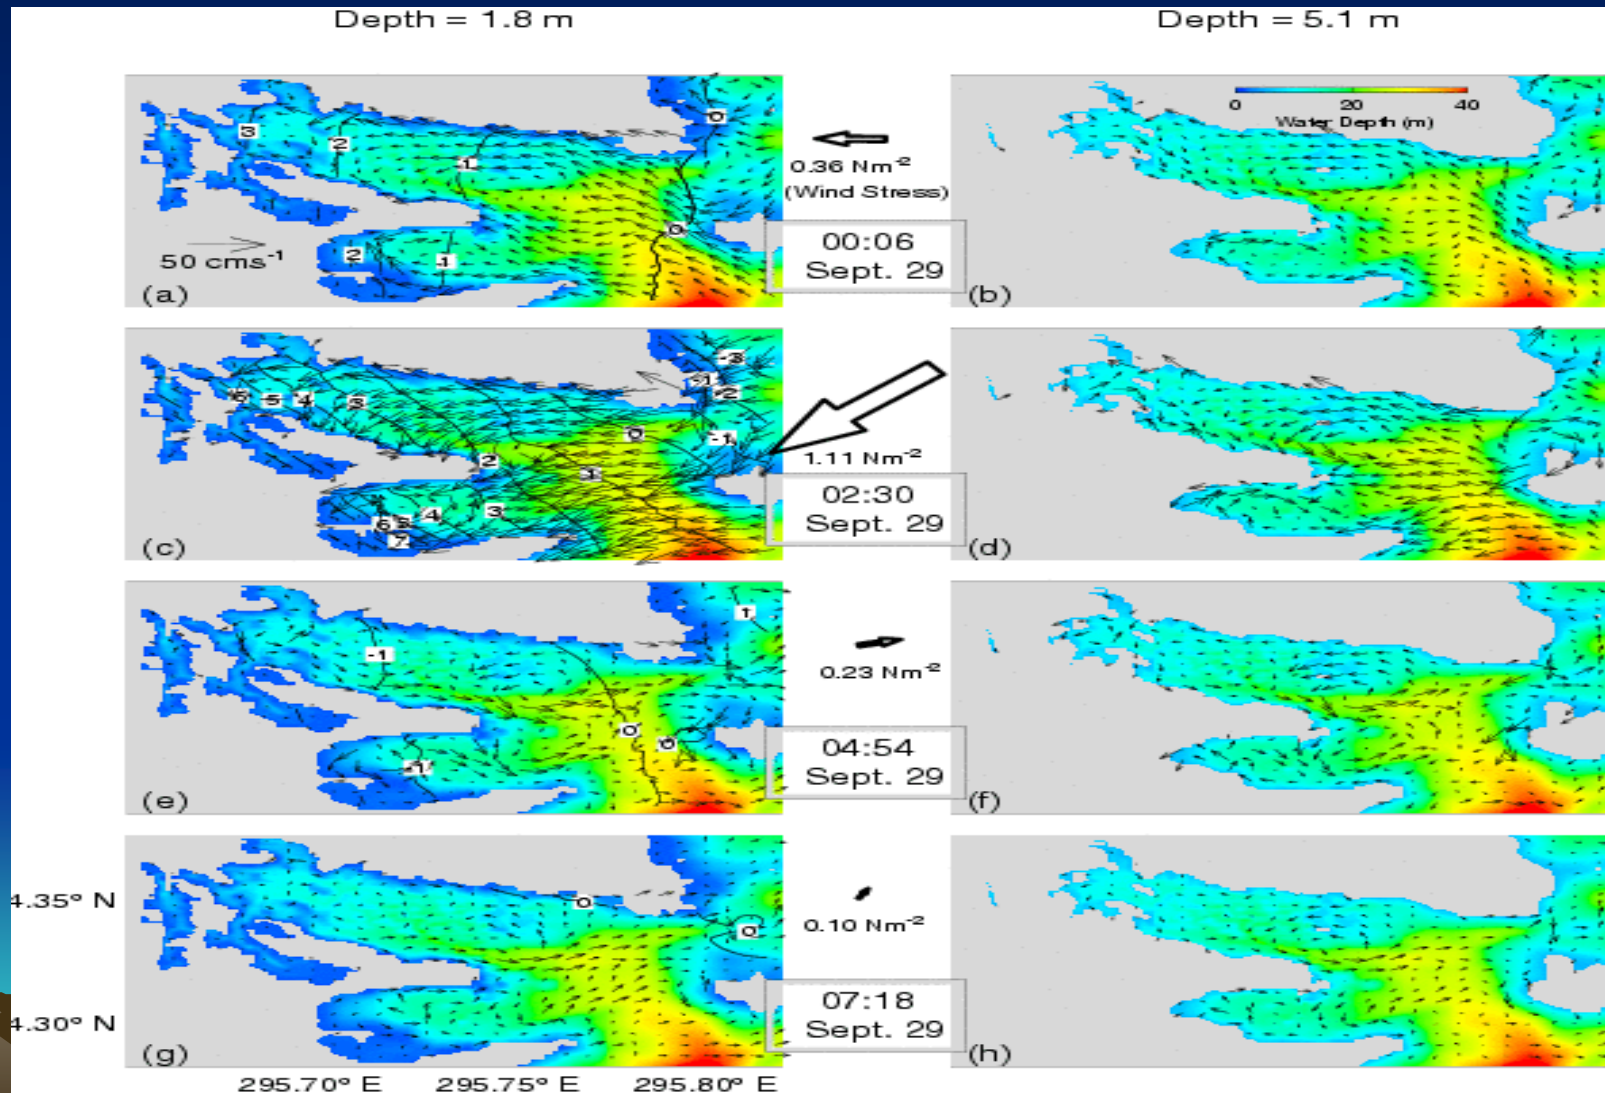 Depth = 1.8 m
Depth = 5.1 m
0 20 40
Water Depth (m)
3 2 1 0
0.36 Nm⁻²
(Wind Stress)
0
2 1
50 cms⁻¹
00:06
Sept. 29
(a)
(b)
-3
-1
-2
6 5 4 3
0 -1
2
1.11 Nm⁻²
-1
4 3
6 5
7
02:30
Sept. 29
(c)
(d)
1
-1
0.23 Nm⁻²
0 0
-1
04:54
Sept. 29
(e)
(f)
4.35° N
0
0
0.10 Nm⁻²
07:18
Sept. 29
4.30° N
(g)
(h)
295.70° E 295.75° E 295.80° E